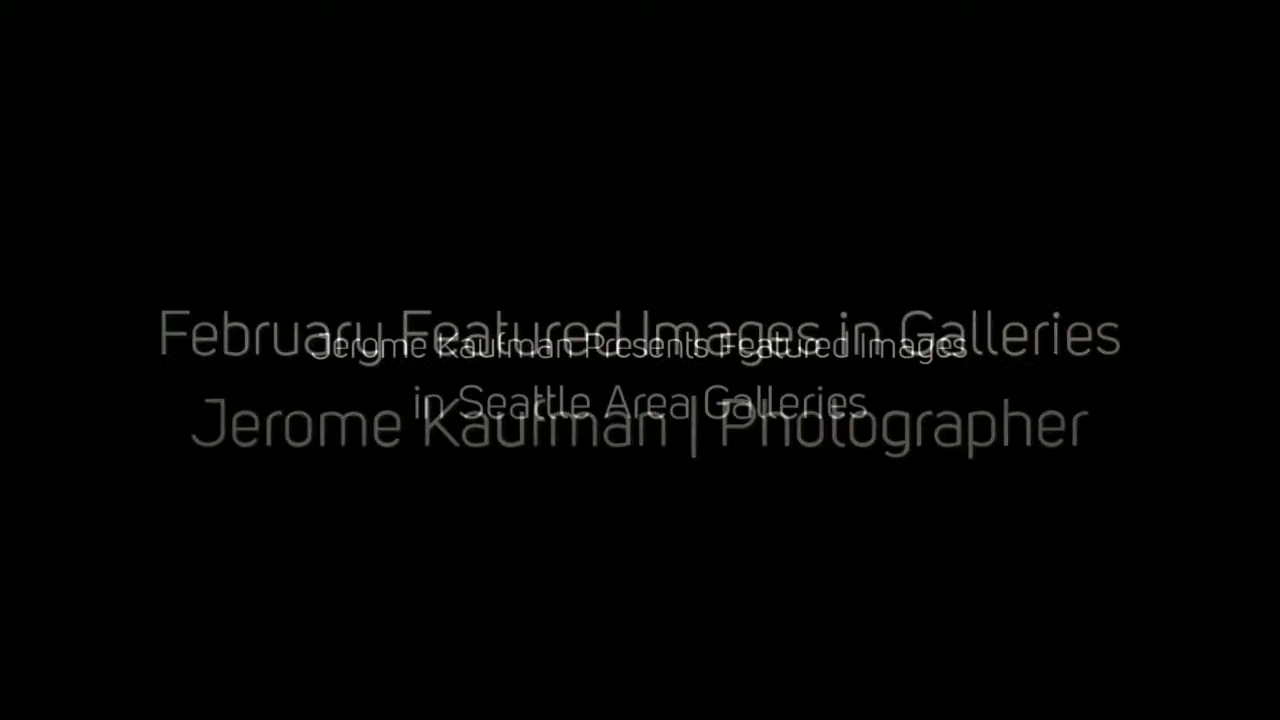 February Featured Images in Galleries
Jerome Kaufman Presents Featured Images
in Seattle Area Galleries
Jerome Kaufman | Photographer